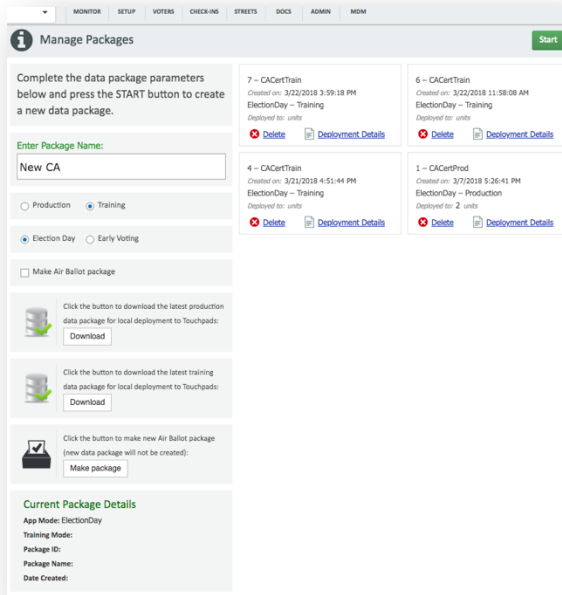 MONITOR SETUP VOTERS CHECK-INS STREETS DOCS ADMIN MDM
Manage Packages
Start
Complete the data package parameters
below and press the START button to create
a new data package.
Enter Package Name:
New CA
Production Training
Election Day Early Voting
Make Air Ballot package
Click the button to download the latest production
data package for local deployment to Touchpads:
Download
Click the button to download the latest training
data package for local deployment to Touchpads:
Download
Click the button to make new Air Ballot package
(new data package will not be created):
Make package
Current Package Details
App Mode: ElectionDay
Training Mode:
Package ID:
Package Name:
Date Created:
7 – CACertTrain
Created on: 3/22/2018 3:59:18 PM
ElectionDay – Training
Deployed to: units
Delete Deployment Details
6 – CACertTrain
Created on: 3/22/2018 11:58:08 AM
ElectionDay – Training
Deployed to: units
Delete Deployment Details
4 – CACertTrain
Created on: 3/21/2018 4:51:44 PM
ElectionDay – Training
Deployed to: units
Delete Deployment Details
1 – CACertProd
Created on: 3/7/2018 5:26:41 PM
ElectionDay – Production
Deployed to: 2 units
Delete Deployment Details